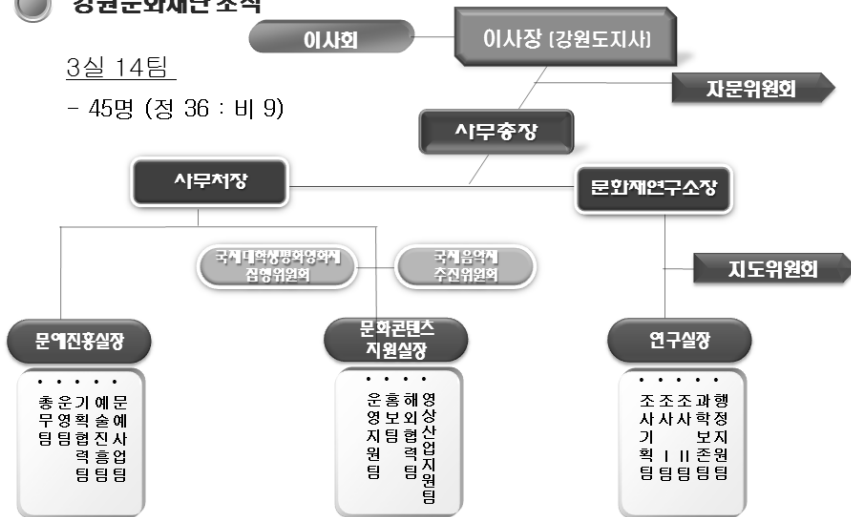 강원문화재단 조직
이사회
이사장 (강원도지사)
3실 14팀
- 45명 (정 36 : 비 9)
자문위원회
사무총장
사무처장
문화재연구소장
국제대학생평화영화제
집행위원회
국제음악제
추진위원회
지도위원회
문예진흥실장
문화콘텐츠
지원실장
연구실장
총무팀
운영팀
기획협력팀
예술진흥팀
문예사업팀
운영지원팀
홍보팀
해외협력팀
영상산업지원팀
조사기획팀
조사 I 팀
조사 II 팀
과학보존팀
행정지원팀